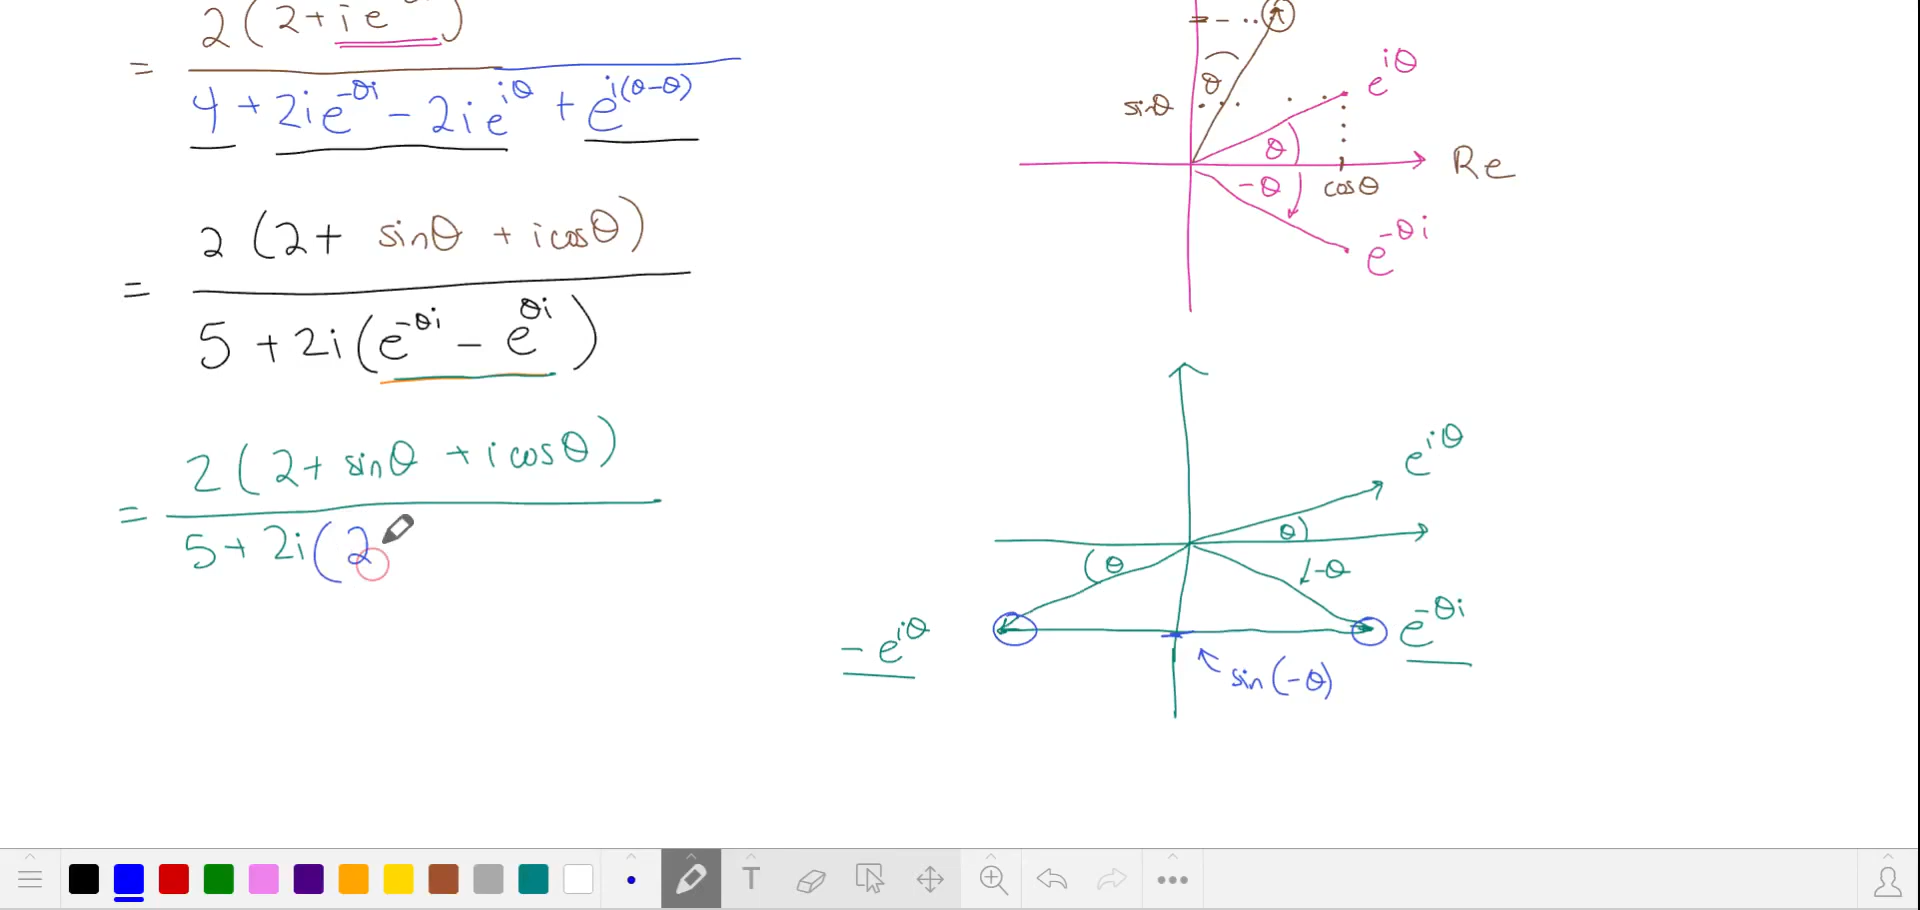 2(2+ie
=
4 + 2ie^{-θi} - 2ie^{iθ} + e^{i(θ-θ)}
= 2(2+ sinθ + icosθ)
5 + 2i(e^{-θi} - e^{θi})
= 2(2+ sinθ + icosθ)
5+ 2i(2
= - ..
θ
e^{iθ}
sinθ
θ
Re
-θ
cosθ
e^{-θi}
e^{iθ}
θ
θ
-θ
- e^{iθ}
e^{-θi}
sin(-θ)
T